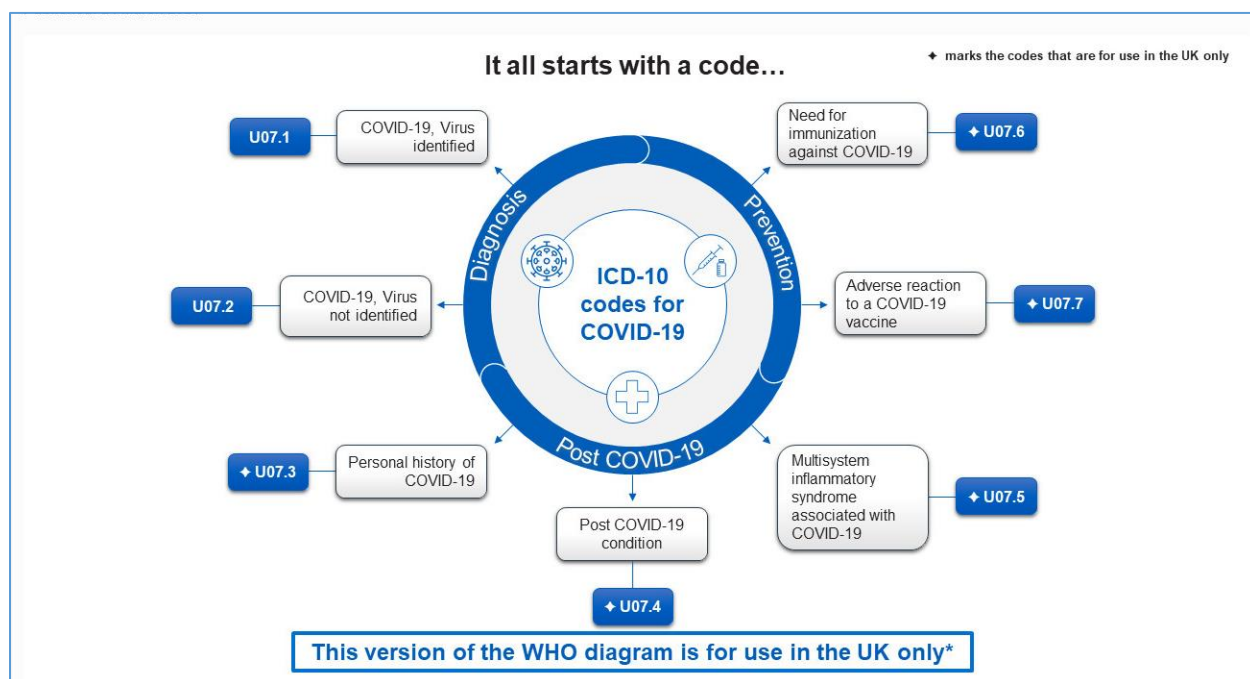 It all starts with a code…
✦ marks the codes that are for use in the UK only
U07.1
COVID-19, Virus
identified
Need for
immunization
against COVID-19
✦ U07.6
Diagnosis
Prevention
ICD-10
codes for
COVID-19
U07.2
COVID-19, Virus
not identified
Adverse reaction
to a COVID-19
vaccine
✦ U07.7
Post COVID-19
✦ U07.3
Personal history of
COVID-19
Multisystem
inflammatory
syndrome
associated with
COVID-19
✦ U07.5
Post COVID-19
condition
✦ U07.4
This version of the WHO diagram is for use in the UK only*